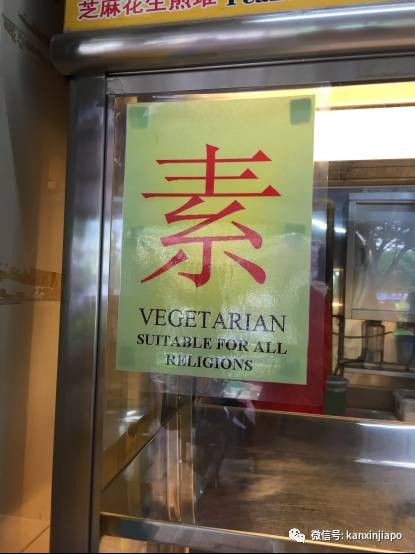 芝麻花生煎堆
素
VEGETARIAN
SUITABLE FOR ALL
RELIGIONS
微信号: kanxinjiapo